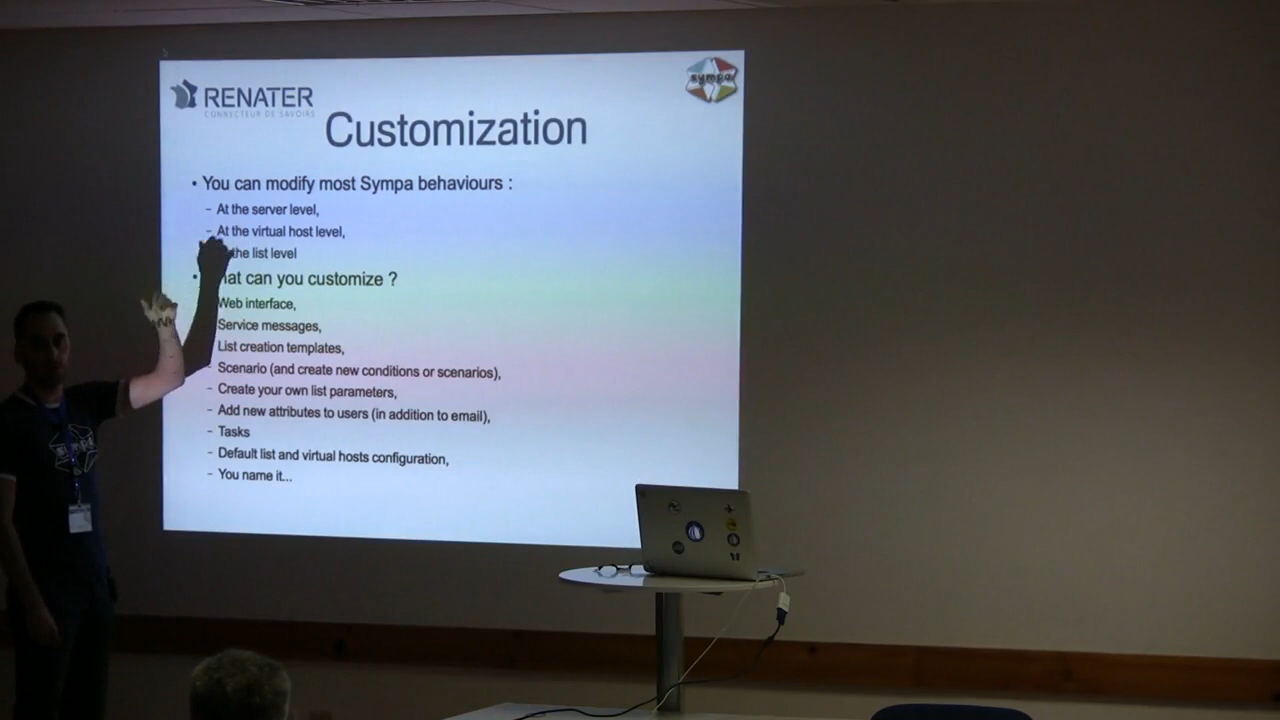 RENATER
CONNECTEUR DE SAVOIRS
sympa
Customization
• You can modify most Sympa behaviours :
– At the server level,
– At the virtual host level,
the list level
• at can you customize ?
Web interface,
Service messages,
List creation templates,
– Scenario (and create new conditions or scenarios),
– Create your own list parameters,
– Add new attributes to users (in addition to email),
– Tasks
– Default list and virtual hosts configuration,
– You name it...
sympa